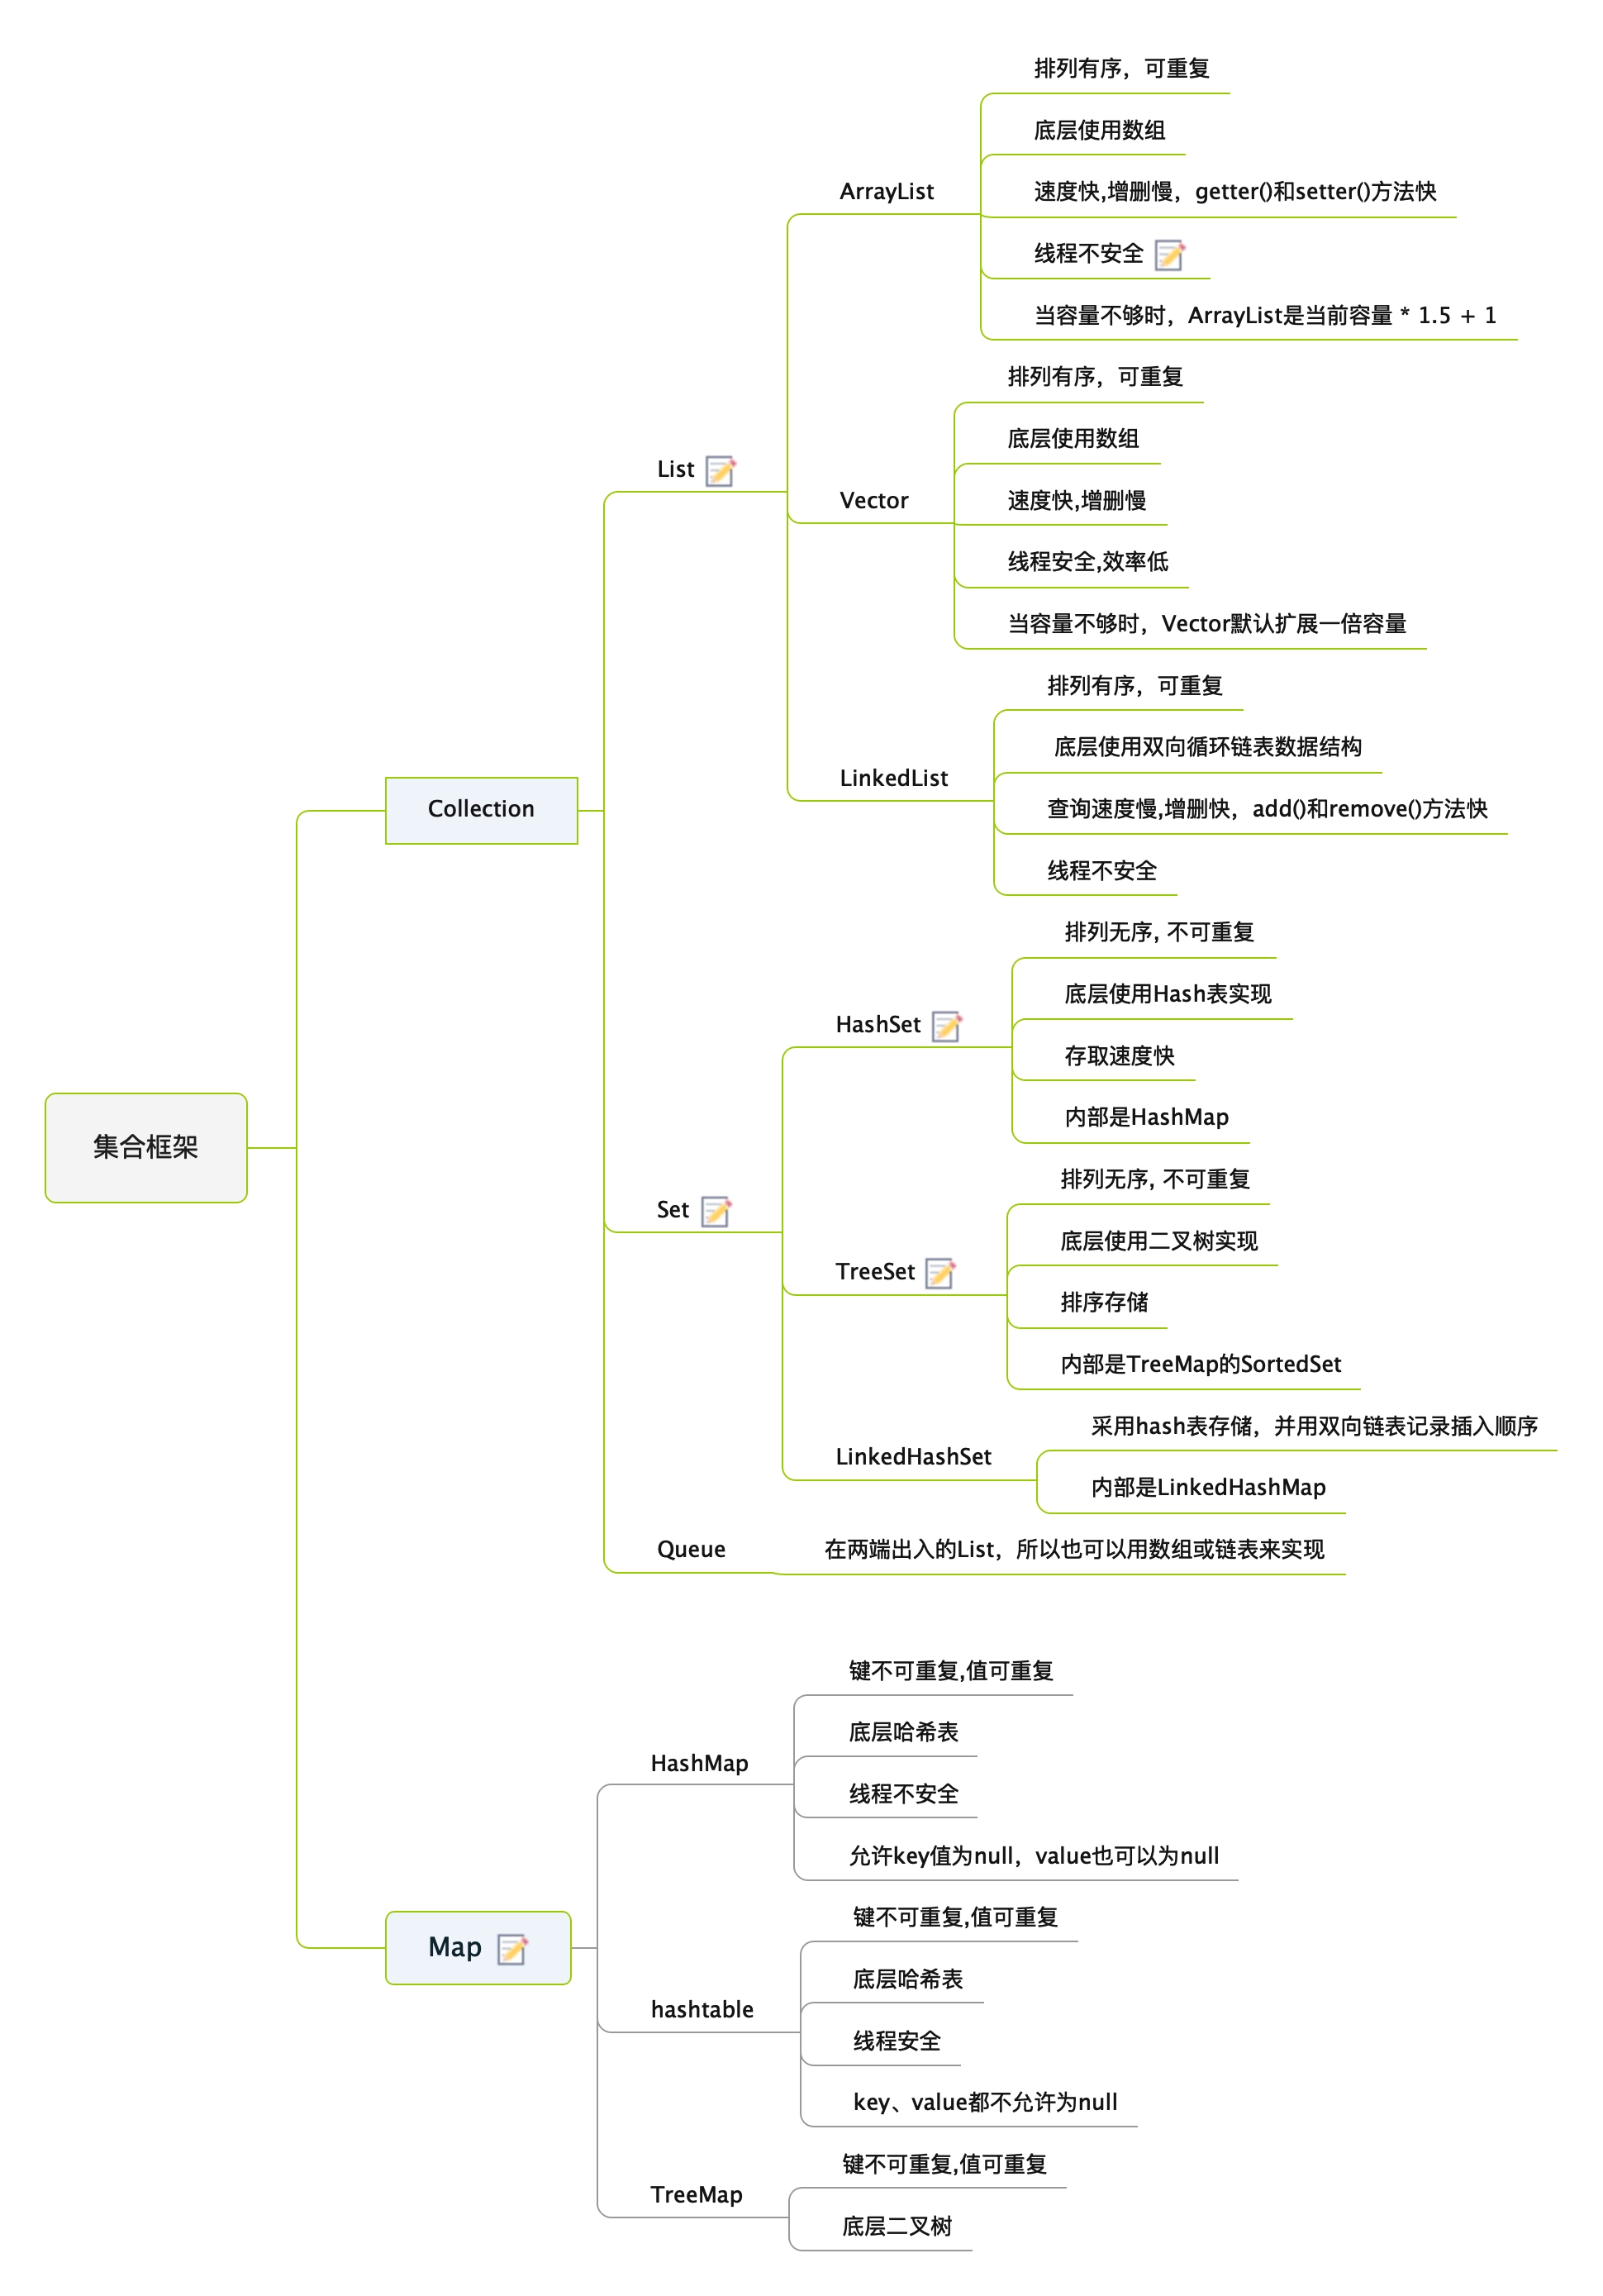 集合框架
Collection
List
ArrayList
排列有序，可重复
底层使用数组
速度快,增删慢，getter()和setter()方法快
线程不安全
当容量不够时，ArrayList是当前容量 * 1.5 + 1
Vector
排列有序，可重复
底层使用数组
速度快,增删慢
线程安全,效率低
当容量不够时，Vector默认扩展一倍容量
LinkedList
排列有序，可重复
底层使用双向循环链表数据结构
查询速度慢,增删快，add()和remove()方法快
线程不安全
Set
HashSet
排列无序, 不可重复
底层使用Hash表实现
存取速度快
内部是HashMap
TreeSet
排列无序, 不可重复
底层使用二叉树实现
排序存储
内部是TreeMap的SortedSet
LinkedHashSet
采用hash表存储，并用双向链表记录插入顺序
内部是LinkedHashMap
Queue
在两端出入的List，所以也可以用数组或链表来实现
Map
HashMap
键不可重复,值可重复
底层哈希表
线程不安全
允许key值为null，value也可以为null
hashtable
键不可重复,值可重复
底层哈希表
线程安全
key、value都不允许为null
TreeMap
键不可重复,值可重复
底层二叉树